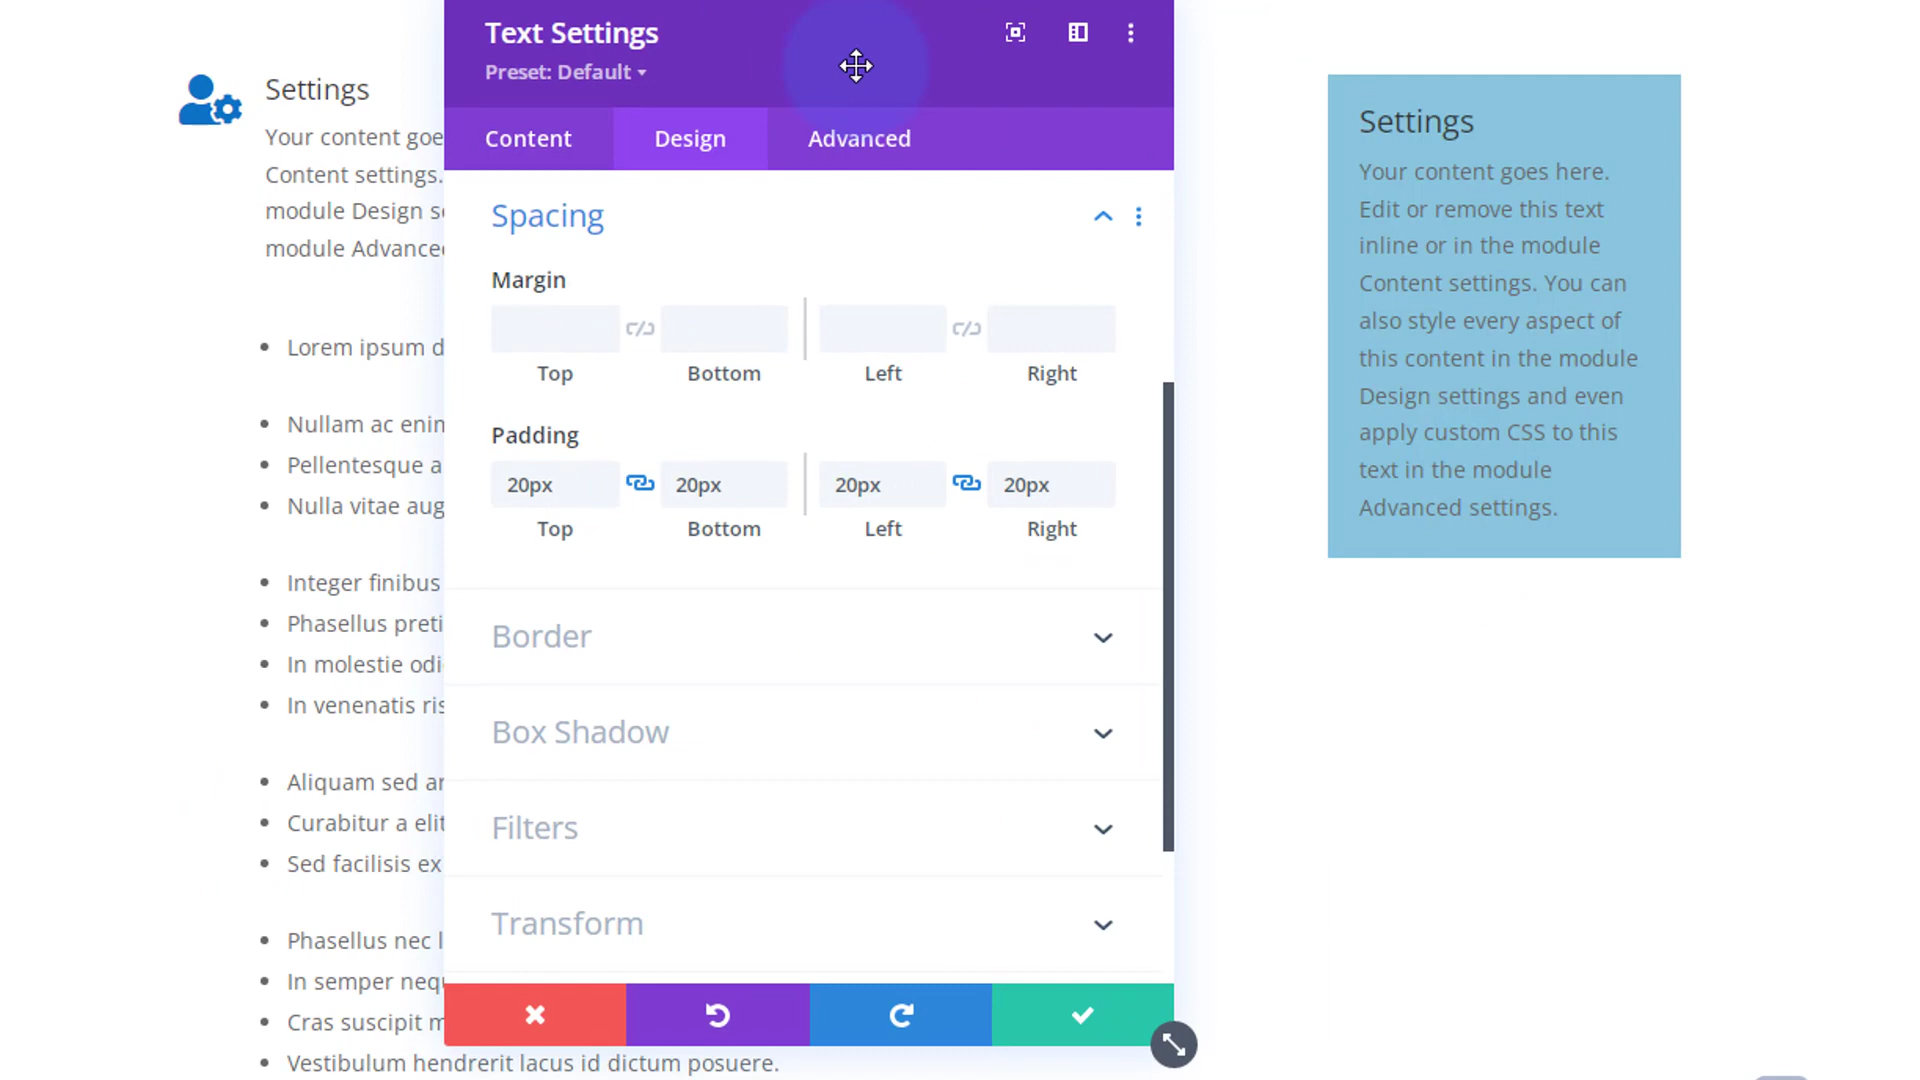 Settings
Your content goe
Content settings.
module Design s
module Advance
Lorem ipsum d
Nullam ac enin
Pellentesque a
Nulla vitae aug
Integer finibus
Phasellus preti
In molestie odi
In venenatis ris
Aliquam sed ar
Curabitur a elit
Sed facilisis ex
Phasellus nec l
In semper neq
Cras suscipit m
Vestibulum hendrerit lacus id dictum posuere.
Text Settings
Preset: Default
Content Design Advanced
Spacing
Margin
Top Bottom Left Right
Padding
20px 20px 20px 20px
Top Bottom Left Right
Border
Box Shadow
Filters
Transform
Settings
Your content goes here.
Edit or remove this text
inline or in the module
Content settings. You can
also style every aspect of
this content in the module
Design settings and even
apply custom CSS to this
text in the module
Advanced settings.